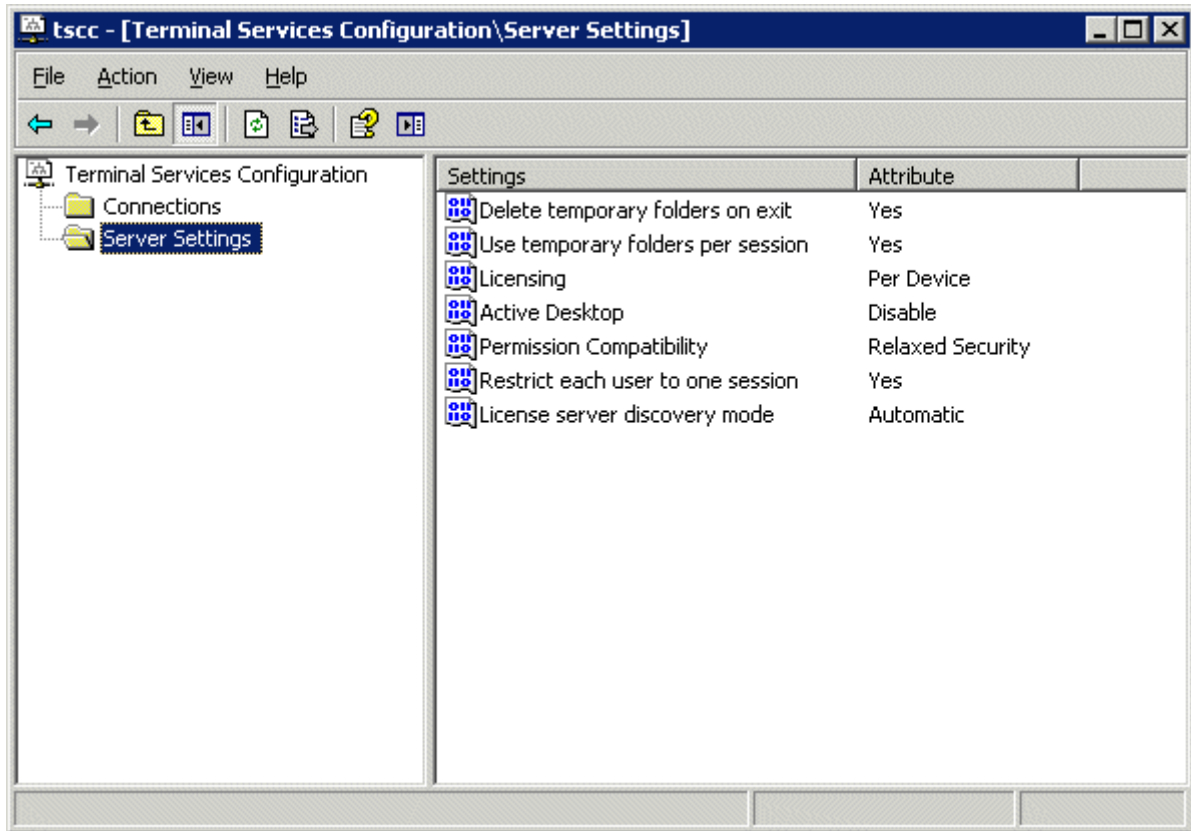 tscc - [Terminal Services Configuration\Server Settings]
File Action View Help
Terminal Services Configuration
Connections
Server Settings
Settings Attribute
Delete temporary folders on exit Yes
Use temporary folders per session Yes
Licensing Per Device
Active Desktop Disable
Permission Compatibility Relaxed Security
Restrict each user to one session Yes
License server discovery mode Automatic